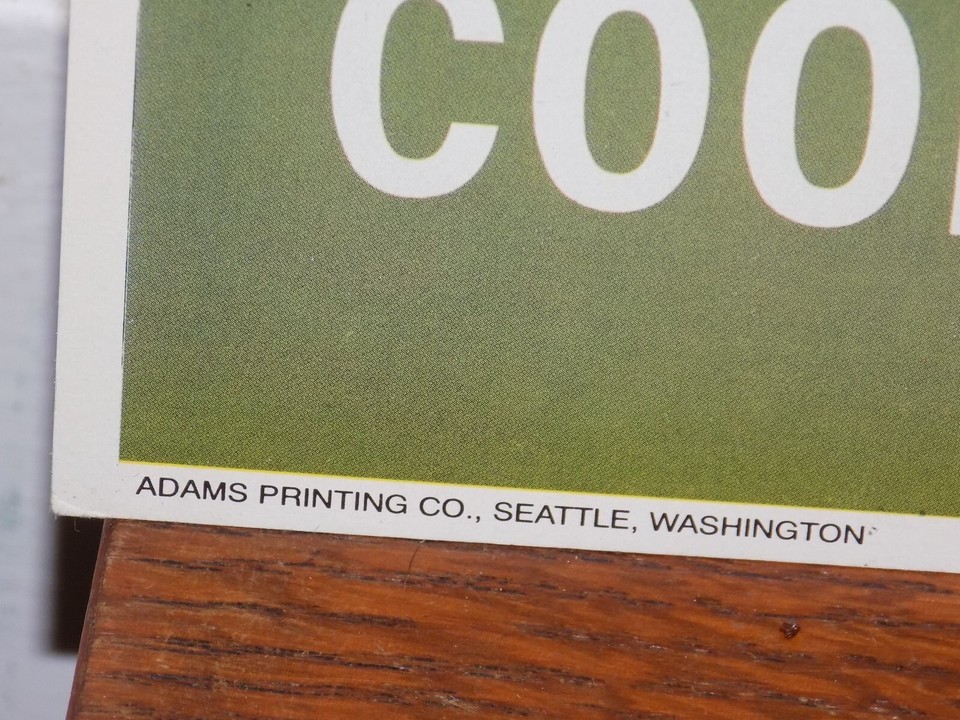 COO
ADAMS PRINTING CO., SEATTLE, WASHINGTON